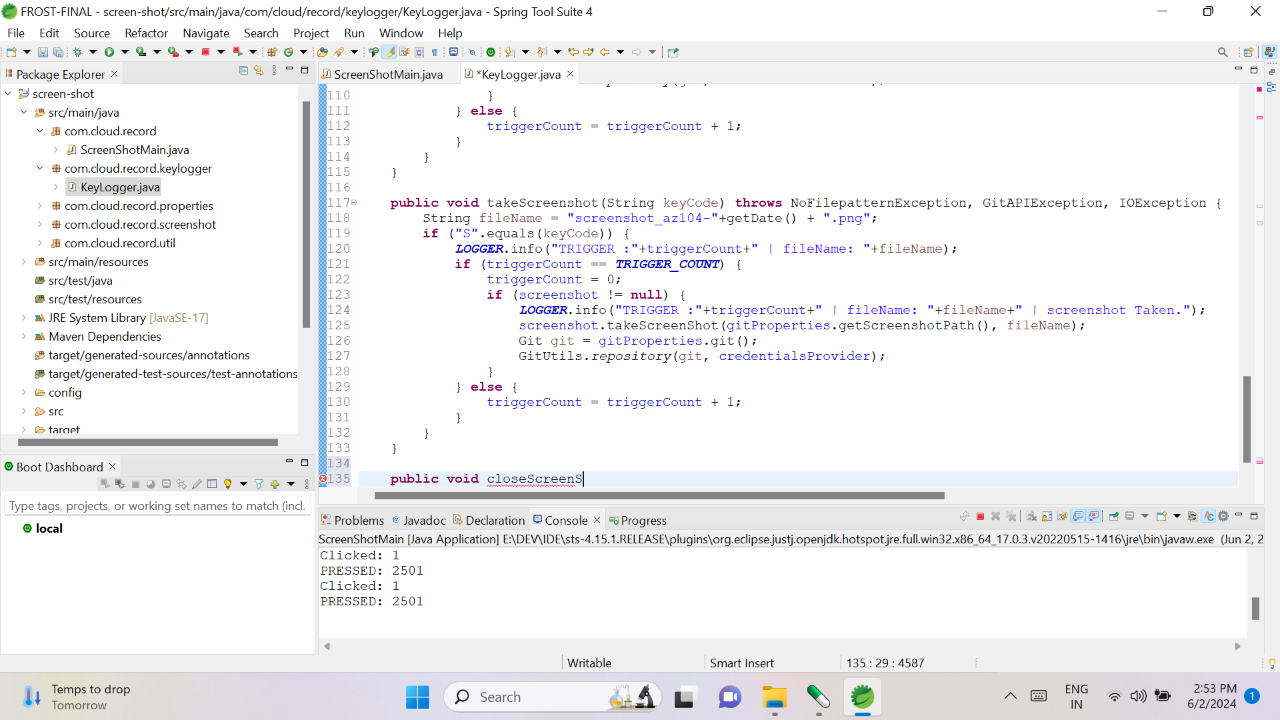 FROST-FINAL - screen-shot/src/main/java/com/cloud/record/keylogger/KeyLogger.java - Spring Tool Suite 4
File Edit Source Refactor Navigate Search Project Run Window Help
Package Explorer
screen-shot
src/main/java
com.cloud.record
ScreenShotMain.java
com.cloud.record.keylogger
KeyLogger.java
com.cloud.record.properties
com.cloud.record.screenshot
com.cloud.record.util
src/main/resources
src/test/java
src/test/resources
JRE System Library [JavaSE-17]
Maven Dependencies
target/generated-sources/annotations
target/generated-test-sources/test-annotations
config
src
target
Boot Dashboard
Type tags, projects, or working set names to match (incl.
local
ScreenShotMain.java *KeyLogger.java
110 }
111 } else {
112 triggerCount = triggerCount + 1;
113 }
114 }
115 }
116
117 public void takeScreenshot(String keyCode) throws NoFilepatternException, GitAPIException, IOException {
118 String fileName = "screenshot_az104-"+getDate() + ".png";
119 if ("S".equals(keyCode)) {
120 LOGGER.info("TRIGGER :"+triggerCount+" | fileName: "+fileName);
121 if (triggerCount == TRIGGER_COUNT) {
122 triggerCount = 0;
123 if (screenshot != null) {
124 LOGGER.info("TRIGGER :"+triggerCount+" | fileName: "+fileName+" | screenshot Taken.");
125 screenshot.takeScreenShot(gitProperties.getScreenshotPath(), fileName);
126 Git git = gitProperties.git();
127 GitUtils.repository(git, credentialsProvider);
128 }
129 } else {
130 triggerCount = triggerCount + 1;
131 }
132 }
133 }
134
135 public void closeScreenS
Problems Javadoc Declaration Console Progress
ScreenShotMain [Java Application] E:\DEV\IDE\sts-4.15.1.RELEASE\plugins\org.eclipse.justj.openjdk.hotspot.jre.full.win32.x86_64_17.0.3.v20220515-1416\jre\bin\javaw.exe (Jun 2, 2
Clicked: 1
PRESSED: 2501
Clicked: 1
PRESSED: 2501
Writable Smart Insert 135 : 29 : 4587
Temps to drop
Tomorrow
Search
ENG
IN
2:53 PM
6/2/2024
1